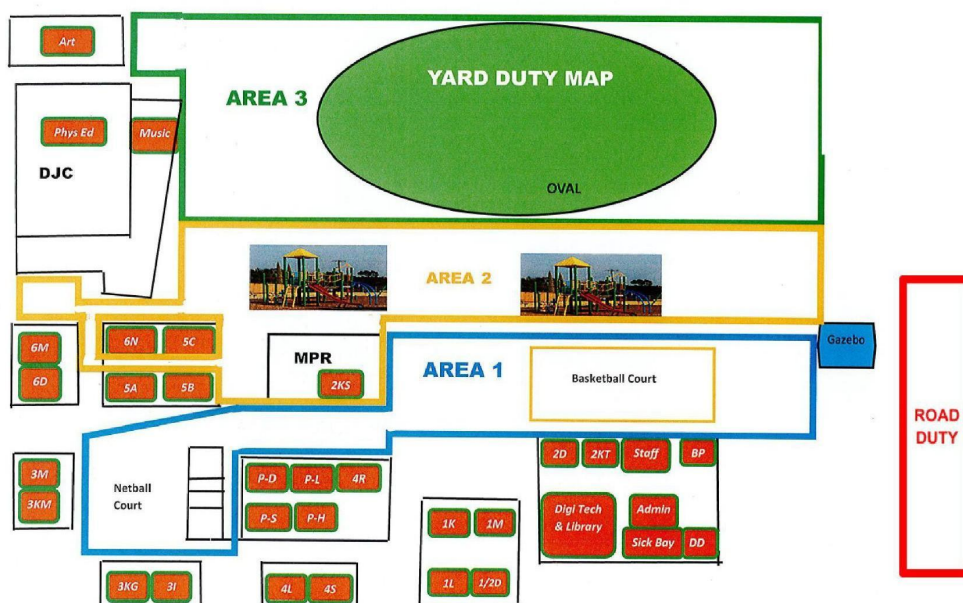 Art
YARD DUTY MAP
AREA 3
Phys Ed
Music
DJC
OVAL
AREA 2
6N
5C
6M
6D
5A
5B
MPR
2KS
AREA 1
Basketball Court
Gazebo
ROAD
DUTY
3M
3KM
Netball
Court
P-D
P-L
4R
P-S
P-H
2D
2KT
Staff
BP
1K
1M
Digi Tech
& Library
Admin
Sick Bay
DD
3KG
3I
4L
4S
1L
1/2D